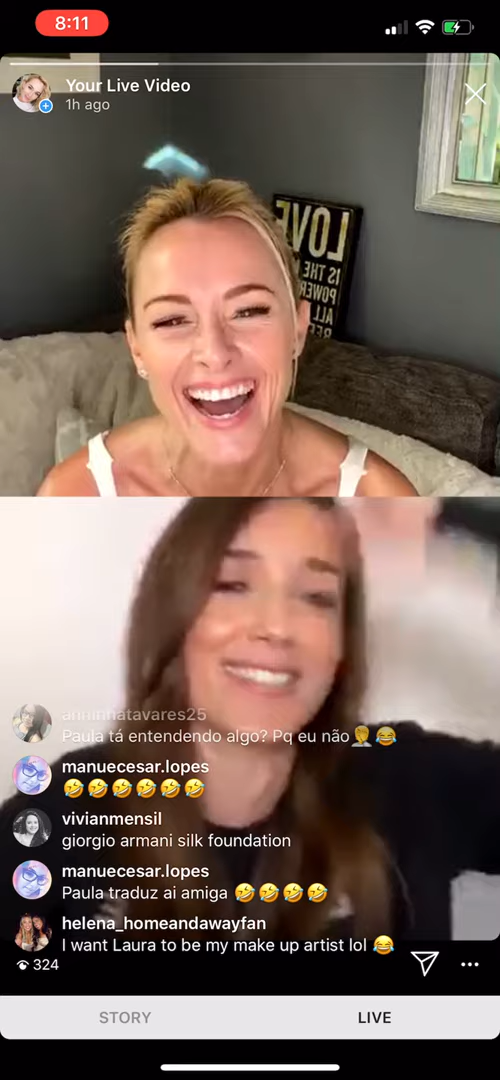 8:11
Your Live Video
1h ago
LOVE
IS THE
POWER
ALL
anninhatavares25
Paula tá entendendo algo? Pq eu não🤦‍♂️😂
manuecesar.lopes
🤣🤣🤣🤣🤣🤣
vivianmensil
giorgio armani silk foundation
manuecesar.lopes
Paula traduz ai amiga 🤣🤣🤣🤣
helena_homeandawayfan
I want Laura to be my make up artist lol 😂
324
STORY
LIVE